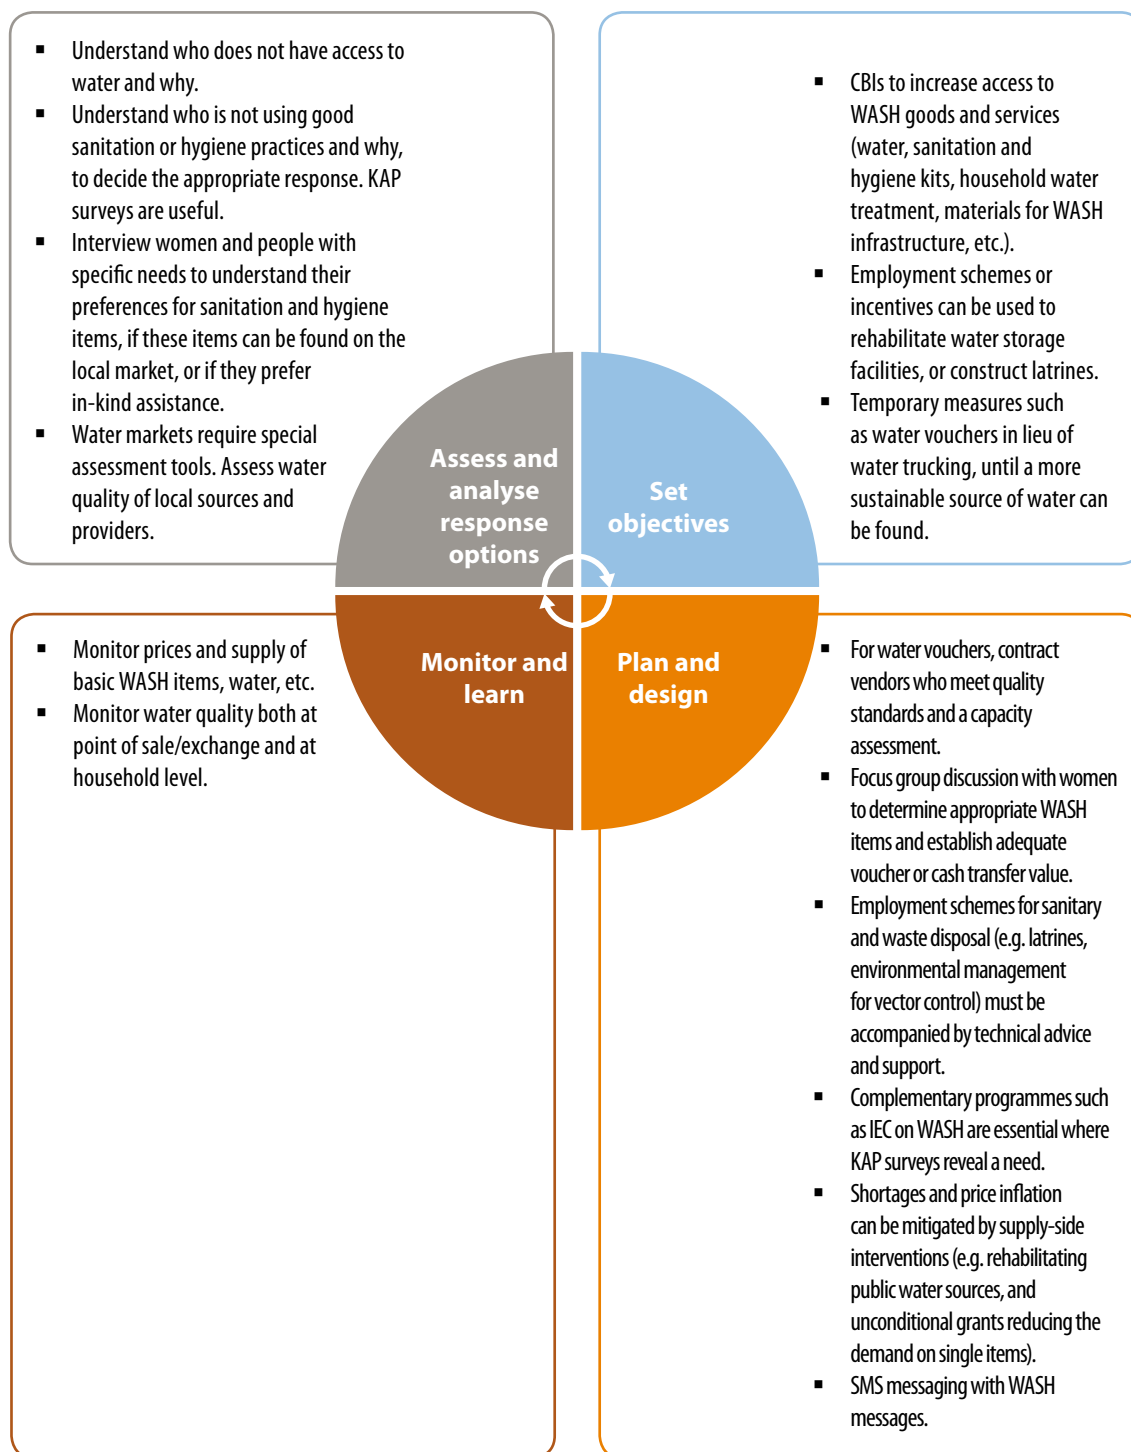 ▪ Understand who does not have access to
water and why.
▪ Understand who is not using good
sanitation or hygiene practices and why,
to decide the appropriate response. KAP
surveys are useful.
▪ Interview women and people with
specific needs to understand their
preferences for sanitation and hygiene
items, if these items can be found on the
local market, or if they prefer
in-kind assistance.
▪ Water markets require special
assessment tools. Assess water
quality of local sources and
providers.
▪ CBIs to increase access to
WASH goods and services
(water, sanitation and
hygiene kits, household water
treatment, materials for WASH
infrastructure, etc.).
▪ Employment schemes or
incentives can be used to
rehabilitate water storage
facilities, or construct latrines.
▪ Temporary measures such
as water vouchers in lieu of
water trucking, until a more
sustainable source of water can
be found.
Assess and
analyse
response
options
Set
objectives
Monitor and
learn
Plan and
design
▪ Monitor prices and supply of
basic WASH items, water, etc.
▪ Monitor water quality both at
point of sale/exchange and at
household level.
▪ For water vouchers, contract
vendors who meet quality
standards and a capacity
assessment.
▪ Focus group discussion with women
to determine appropriate WASH
items and establish adequate
voucher or cash transfer value.
▪ Employment schemes for sanitary
and waste disposal (e.g. latrines,
environmental management
for vector control) must be
accompanied by technical advice
and support.
▪ Complementary programmes such
as IEC on WASH are essential where
KAP surveys reveal a need.
▪ Shortages and price inflation
can be mitigated by supply-side
interventions (e.g. rehabilitating
public water sources, and
unconditional grants reducing the
demand on single items).
▪ SMS messaging with WASH
messages.